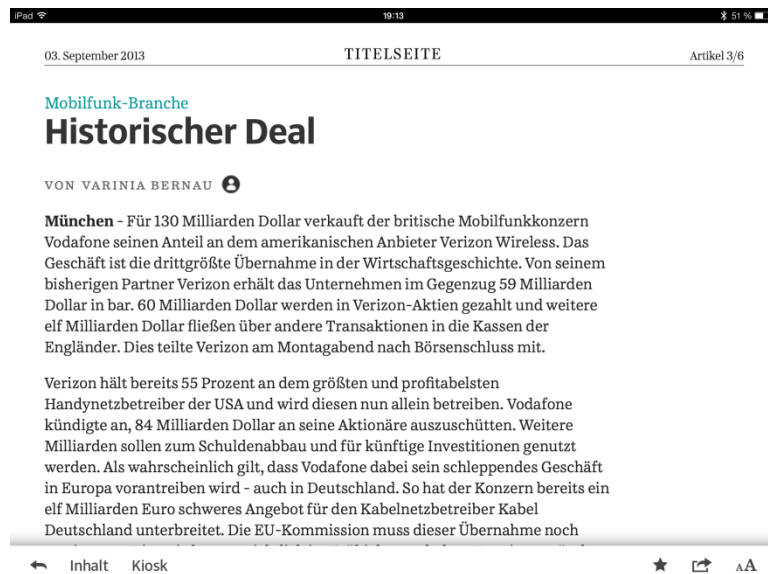 iPad 19:13 51 %
03. September 2013 TITELSEITE Artikel 3/6
Mobilfunk-Branche
Historischer Deal
VON VARINIA BERNAU
München - Für 130 Milliarden Dollar verkauft der britische Mobilfunkkonzern
Vodafone seinen Anteil an dem amerikanischen Anbieter Verizon Wireless. Das
Geschäft ist die drittgrößte Übernahme in der Wirtschaftsgeschichte. Von seinem
bisherigen Partner Verizon erhält das Unternehmen im Gegenzug 59 Milliarden
Dollar in bar. 60 Milliarden Dollar werden in Verizon-Aktien gezahlt und weitere
elf Milliarden Dollar fließen über andere Transaktionen in die Kassen der
Engländer. Dies teilte Verizon am Montagabend nach Börsenschluss mit.
Verizon hält bereits 55 Prozent an dem größten und profitabelsten
Handynetzbetreiber der USA und wird diesen nun allein betreiben. Vodafone
kündigte an, 84 Milliarden Dollar an seine Aktionäre auszuschütten. Weitere
Milliarden sollen zum Schuldenabbau und für künftige Investitionen genutzt
werden. Als wahrscheinlich gilt, dass Vodafone dabei sein schleppendes Geschäft
in Europa vorantreiben wird - auch in Deutschland. So hat der Konzern bereits ein
elf Milliarden Euro schweres Angebot für den Kabelnetzbetreiber Kabel
Deutschland unterbreitet. Die EU-Kommission muss dieser Übernahme noch
Inhalt Kiosk AA